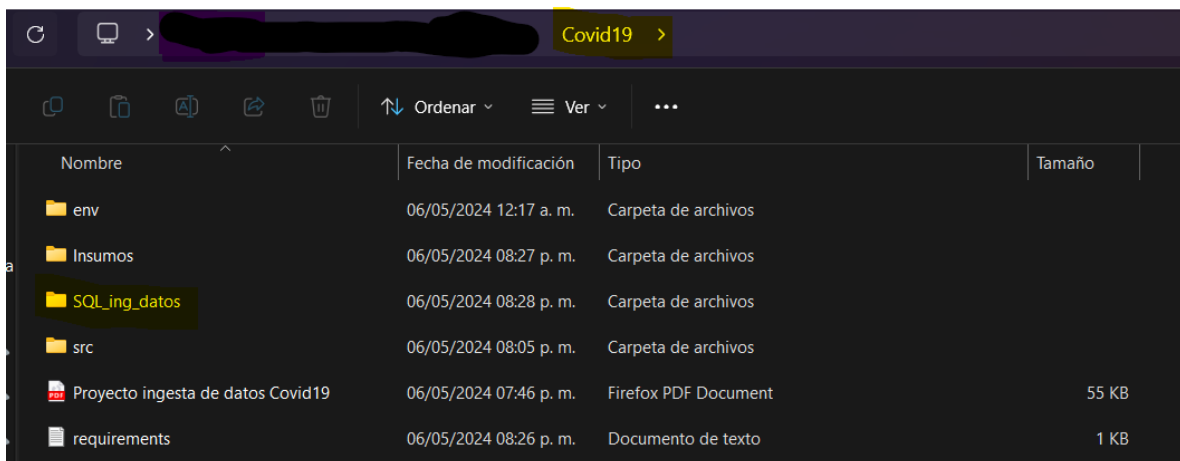 Covid19
Ordenar Ver
Nombre Fecha de modificación Tipo Tamaño
env 06/05/2024 12:17 a. m. Carpeta de archivos
Insumos 06/05/2024 08:27 p. m. Carpeta de archivos
a
SQL_ing_datos 06/05/2024 08:28 p. m. Carpeta de archivos
src 06/05/2024 08:05 p. m. Carpeta de archivos
PDF Proyecto ingesta de datos Covid19 06/05/2024 07:46 p. m. Firefox PDF Document 55 KB
requirements 06/05/2024 08:26 p. m. Documento de texto 1 KB